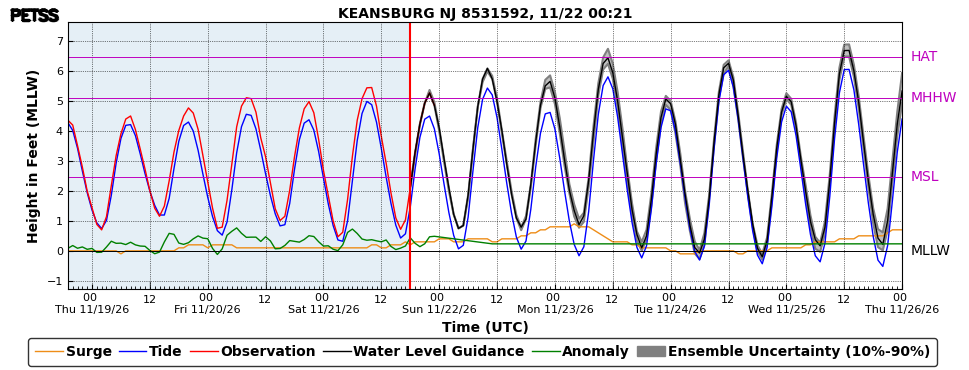 PETSS
KEANSBURG NJ 8531592, 11/22 00:21
Height in Feet (MLLW)
7
6
5
4
3
2
1
0
−1
HAT
MHHW
MSL
MLLW
00 12 00 12 00 12 00 12 00 12 00 12 00 12 00
Thu 11/19/26 Fri 11/20/26 Sat 11/21/26 Sun 11/22/26 Mon 11/23/26 Tue 11/24/26 Wed 11/25/26 Thu 11/26/26
Time (UTC)
Surge Tide Observation Water Level Guidance Anomaly Ensemble Uncertainty (10%-90%)